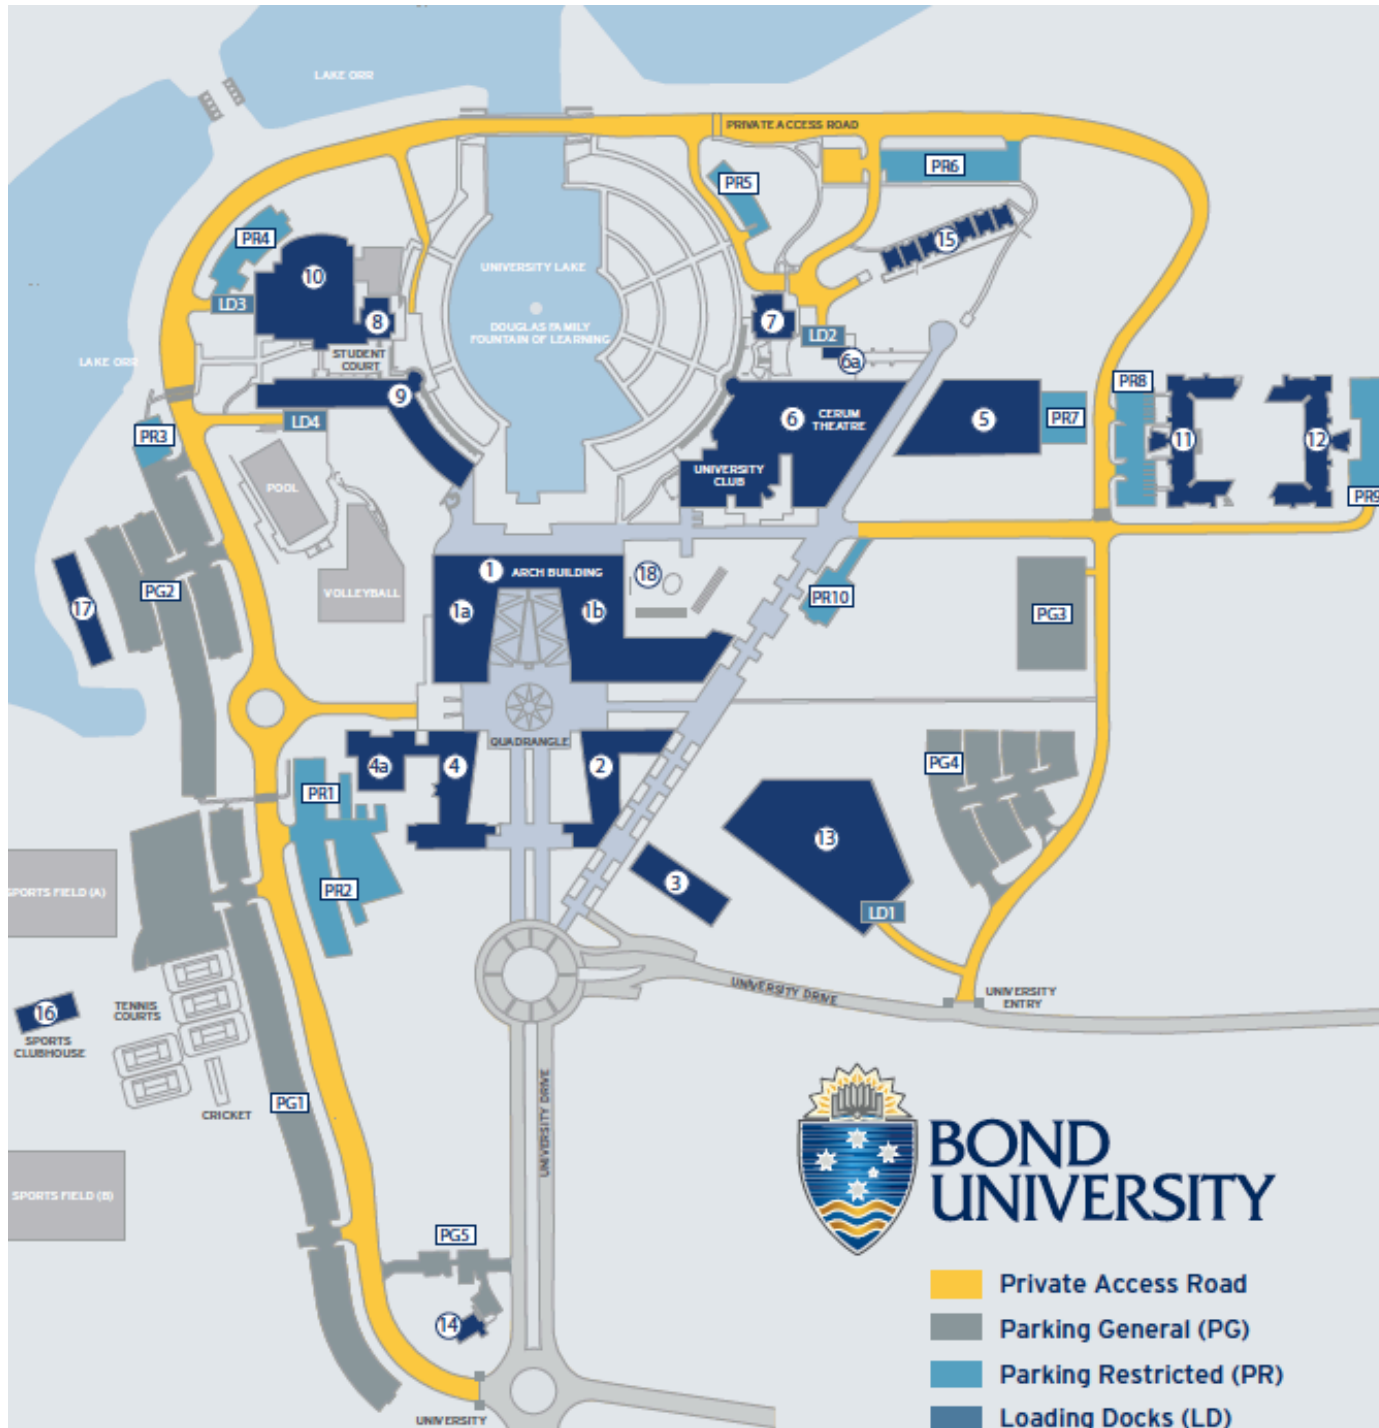 LAKE ORR
PRIVATE ACCESS ROAD
PR6
PR5
PR4
15
UNIVERSITY LAKE
10
LD3
8
7
DOUGLAS FAMILY
FOUNTAIN OF LEARNING
LD2
STUDENT
COURT
6a
LAKE ORR
PR8
9
6
CERUM
THEATRE
5
PR7
LD4
PR3
11
12
UNIVERSITY
CLUB
POOL
PR9
1
ARCH BUILDING
18
VOLLEYBALL
PG2
17
1a
1b
PR10
PG3
QUADRANGLE
4a
4
2
PG4
PR1
13
3
PR2
SPORTS FIELD (A)
LD1
UNIVERSITY DRIVE
UNIVERSITY
ENTRY
TENNIS
COURTS
16
SPORTS
CLUBHOUSE
CRICKET
PG1
UNIVERSITY DRIVE
BOND
UNIVERSITY
SPORTS FIELD (B)
PG5
14
Private Access Road
Parking General (PG)
Parking Restricted (PR)
Loading Docks (LD)
UNIVERSITY